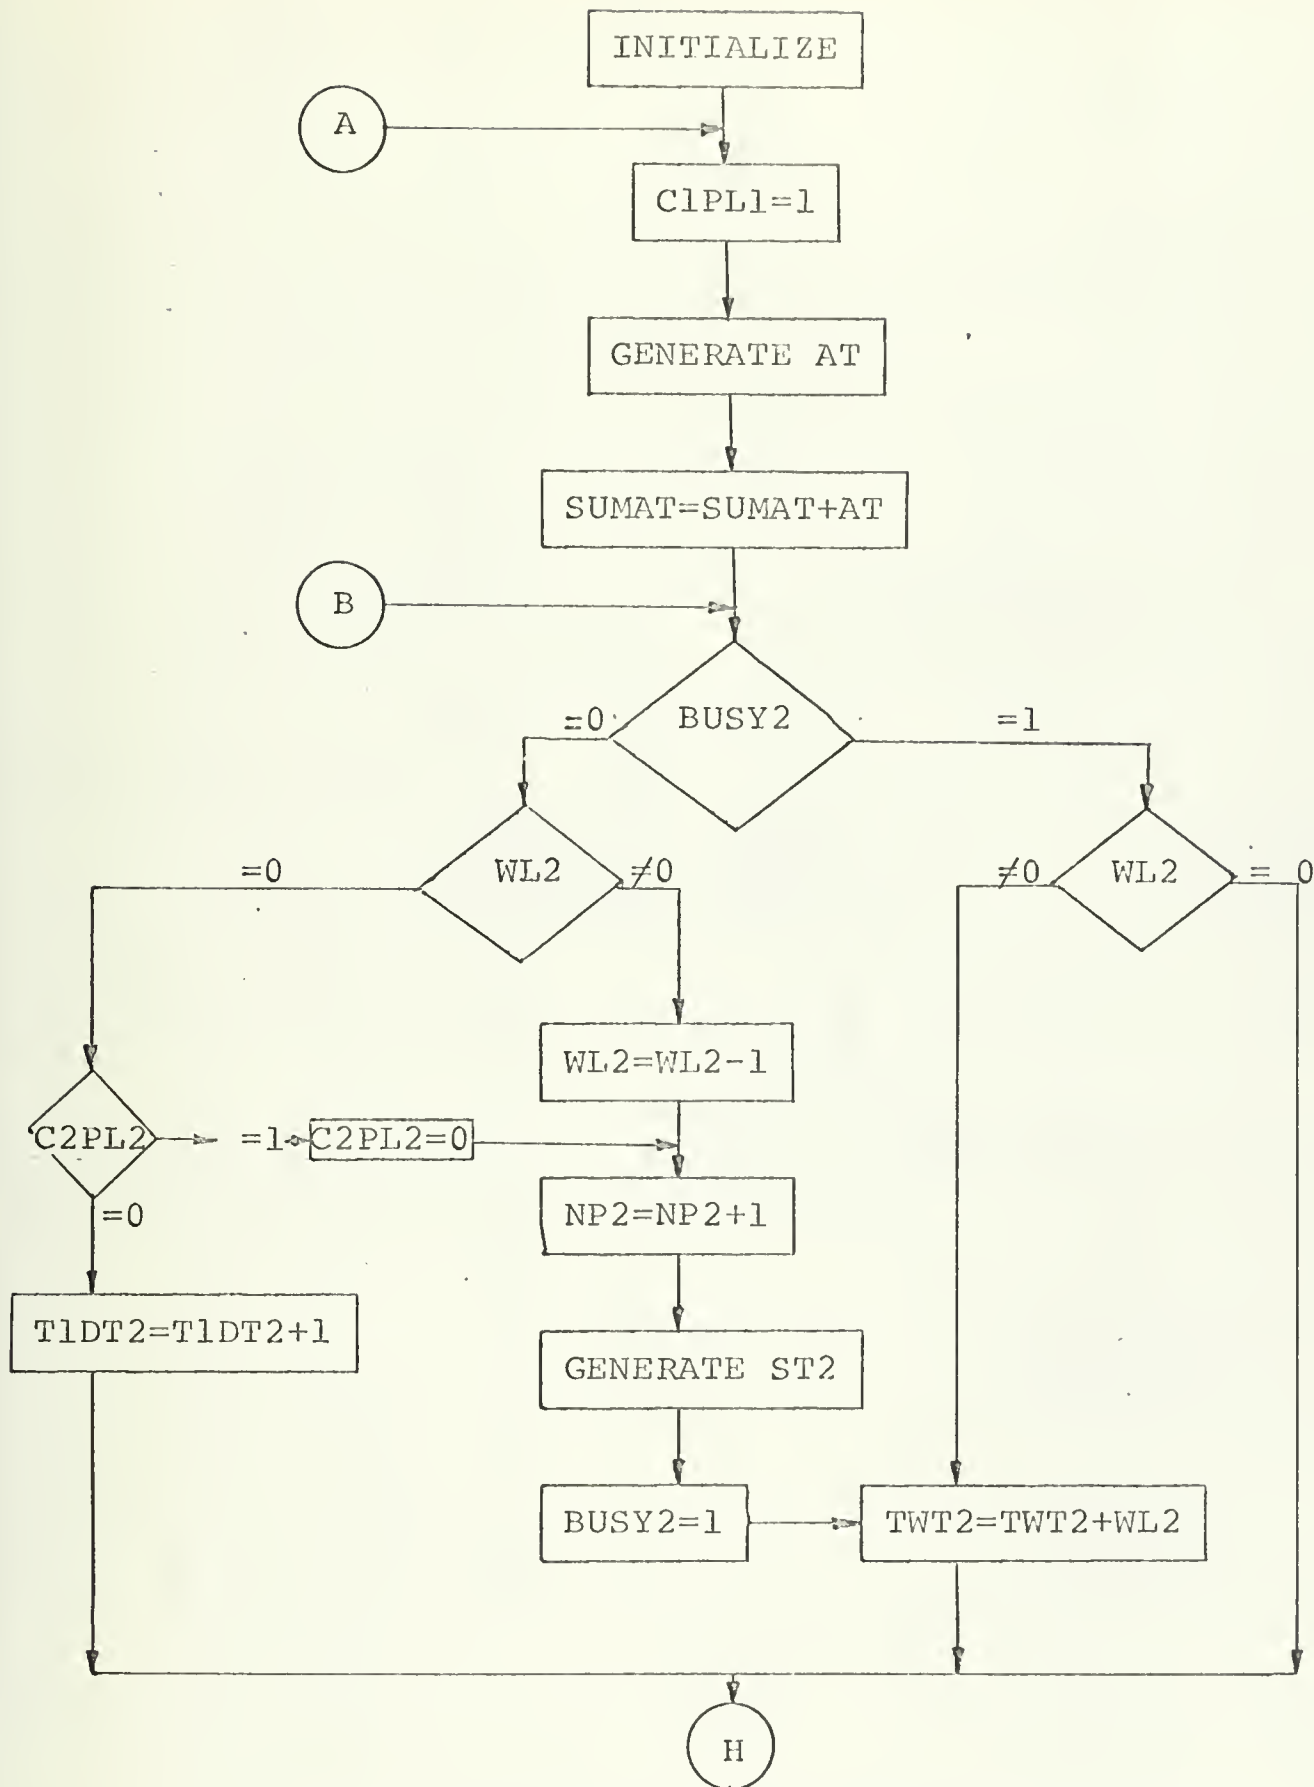 INITIALIZE
A
C1PL1=1
GENERATE AT
SUMAT=SUMAT+AT
B
BUSY2
=0
=1
WL2
=0
≠0
WL2
≠0
= 0
WL2=WL2-1
C2PL2
=1
C2PL2=0
=0
NP2=NP2+1
T1DT2=T1DT2+1
GENERATE ST2
BUSY2=1
TWT2=TWT2+WL2
H